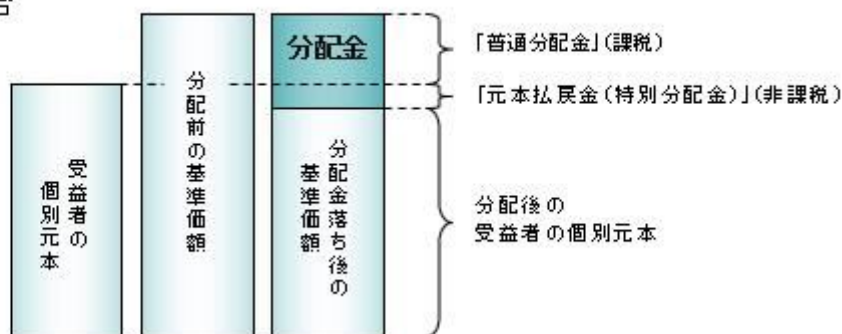 受益者の
個別元本
分配前の基準価額
分配金
分配金落ち後の
基準価額
「普通分配金」(課税)
「元本払戻金(特別分配金)」(非課税)
分配後の
受益者の個別元本